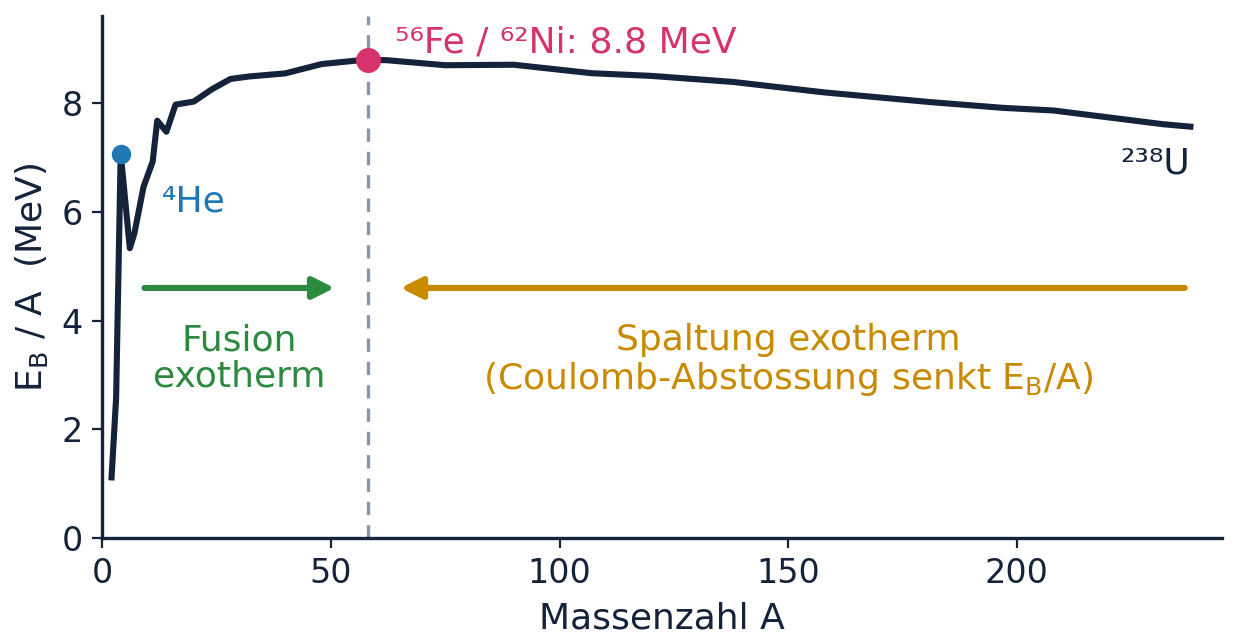 ⁵⁶Fe / ⁶²Ni: 8.8 MeV
8
²³⁸U
⁴He
6
E_B / A (MeV)
4
Fusion
exotherm
Spaltung exotherm
(Coulomb-Abstossung senkt E_B/A)
2
0
0 50 100 150 200
Massenzahl A